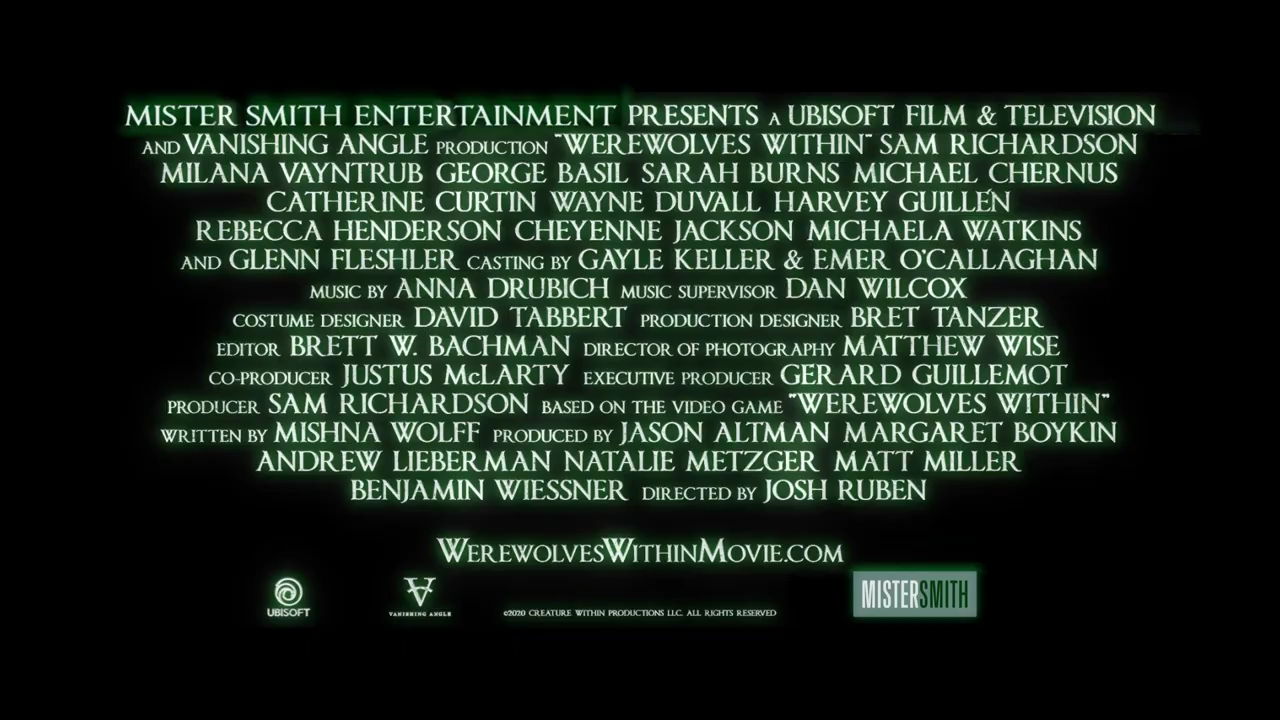 MISTER SMITH ENTERTAINMENT PRESENTS A UBISOFT FILM & TELEVISION
AND VANISHING ANGLE PRODUCTION "WEREWOLVES WITHIN" SAM RICHARDSON
MILANA VAYNTRUB GEORGE BASIL SARAH BURNS MICHAEL CHERNUS
CATHERINE CURTIN WAYNE DUVALL HARVEY GUILLÉN
REBECCA HENDERSON CHEYENNE JACKSON MICHAELA WATKINS
AND GLENN FLESHLER CASTING BY GAYLE KELLER & EMER O'CALLAGHAN
MUSIC BY ANNA DRUBICH MUSIC SUPERVISOR DAN WILCOX
COSTUME DESIGNER DAVID TABBERT PRODUCTION DESIGNER BRET TANZER
EDITOR BRETT W. BACHMAN DIRECTOR OF PHOTOGRAPHY MATTHEW WISE
CO-PRODUCER JUSTUS McLARTY EXECUTIVE PRODUCER GERARD GUILLEMOT
PRODUCER SAM RICHARDSON BASED ON THE VIDEO GAME "WEREWOLVES WITHIN"
WRITTEN BY MISHNA WOLFF PRODUCED BY JASON ALTMAN MARGARET BOYKIN
ANDREW LIEBERMAN NATALIE METZGER MATT MILLER
BENJAMIN WIESSNER DIRECTED BY JOSH RUBEN
WEREWOLVESWITHINMOVIE.COM
UBISOFT VANISHING ANGLE ©2020 CREATURE WITHIN PRODUCTIONS LLC. ALL RIGHTS RESERVED MISTERSMITH